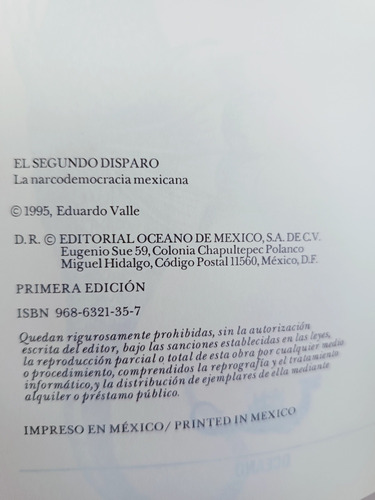 EL SEGUNDO DISPARO
La narcodemocracia mexicana
© 1995, Eduardo Valle
D. R. © EDITORIAL OCEANO DE MEXICO, S.A. DE C.V.
Eugenio Sue 59, Colonia Chapultepec Polanco
Miguel Hidalgo, Código Postal 11560, México, D.F.
PRIMERA EDICIÓN
ISBN 968-6321-35-7
Quedan rigurosamente prohibidas, sin la autorización
escrita del editor, bajo las sanciones establecidas en las leyes,
la reproducción parcial o total de esta obra por cualquier medio
o procedimiento, comprendidos la reprografía y el tratamiento
informático, y la distribución de ejemplares de ella mediante
alquiler o préstamo público.
IMPRESO EN MÉXICO / PRINTED IN MEXICO
OCEANO